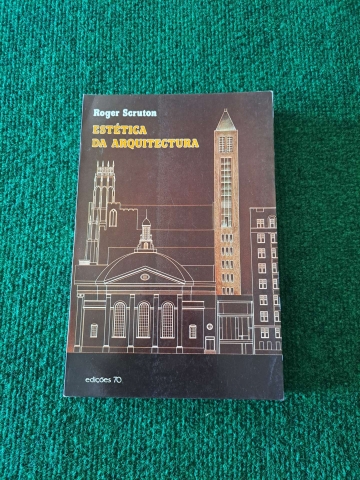 Roger Scruton
ESTÉTICA
DA ARQUITECTURA
edições 70